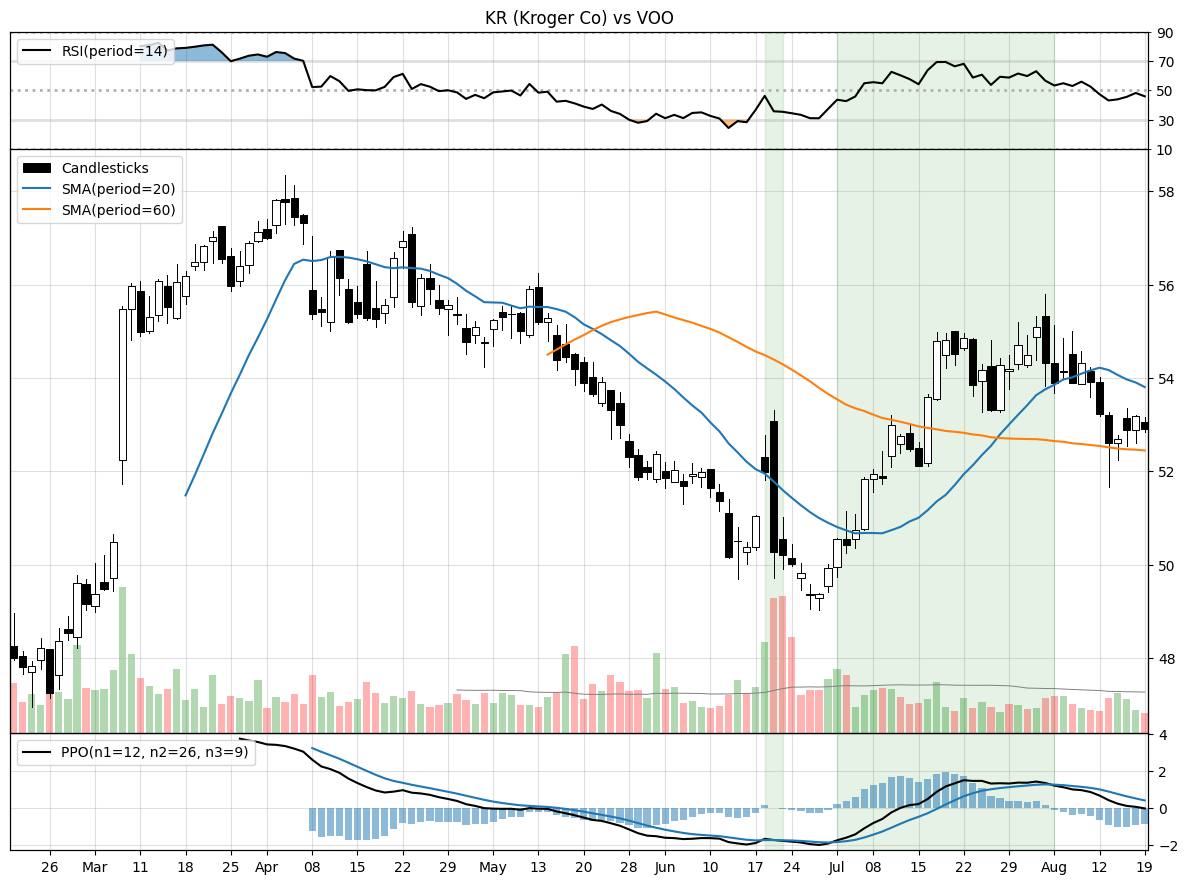 KR (Kroger Co) vs VOO
RSI(period=14)
90
70
50
30
10
Candlesticks
SMA(period=20)
SMA(period=60)
58
56
54
52
50
48
PPO(n1=12, n2=26, n3=9)
4
2
0
−2
26 Mar 11 18 25 Apr 08 15 22 29 May 13 20 28 Jun 10 17 24 Jul 08 15 22 29 Aug 12 19